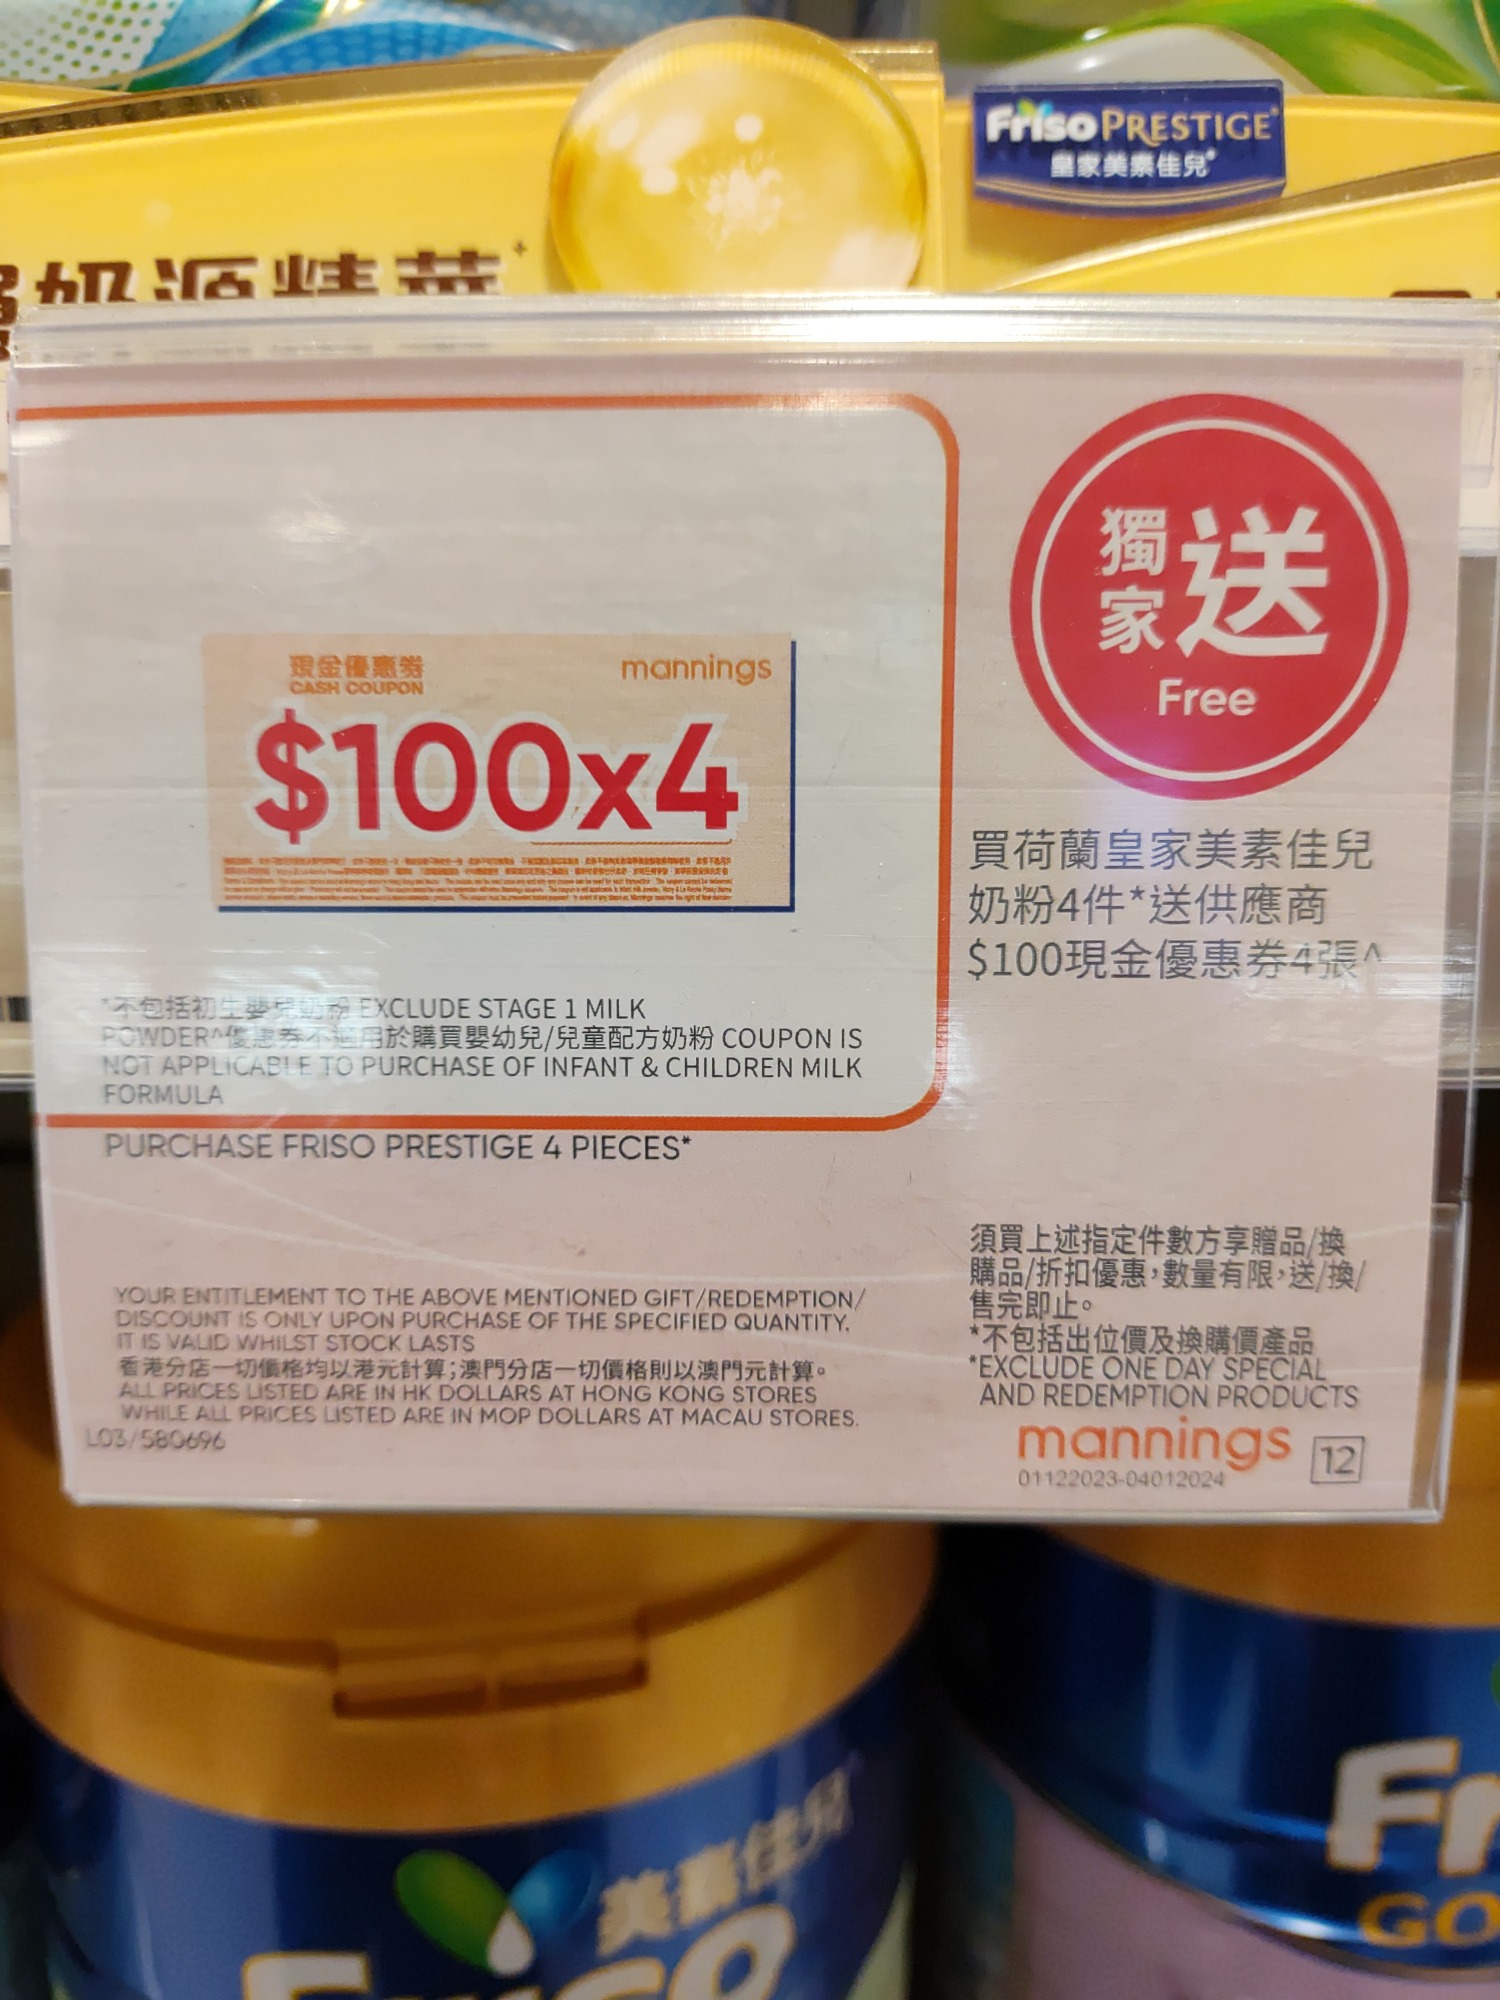 Friso PRESTIGE
皇家美素佳兒
奶源精華+
獨家送
Free
現金優惠券
CASH COUPON
mannings
$100x4
買荷蘭皇家美素佳兒
奶粉4件*送供應商
$100現金優惠券4張^
*不包括初生嬰兒奶粉 EXCLUDE STAGE 1 MILK
POWDER^優惠券不適用於購買嬰幼兒/兒童配方奶粉 COUPON IS
NOT APPLICABLE TO PURCHASE OF INFANT & CHILDREN MILK
FORMULA
PURCHASE FRISO PRESTIGE 4 PIECES*
YOUR ENTITLEMENT TO THE ABOVE MENTIONED GIFT/REDEMPTION/
DISCOUNT IS ONLY UPON PURCHASE OF THE SPECIFIED QUANTITY.
IT IS VALID WHILST STOCK LASTS
香港分店一切價格均以港元計算;澳門分店一切價格則以澳門元計算。
ALL PRICES LISTED ARE IN HK DOLLARS AT HONG KONG STORES
WHILE ALL PRICES LISTED ARE IN MOP DOLLARS AT MACAU STORES.
L03/580696
須買上述指定件數方享贈品/換
購品/折扣優惠,數量有限,送/換/
售完即止。
*不包括出位價及換購價產品
*EXCLUDE ONE DAY SPECIAL
AND REDEMPTION PRODUCTS
mannings 12
01122023-04012024
美素佳兒
Fr
GO